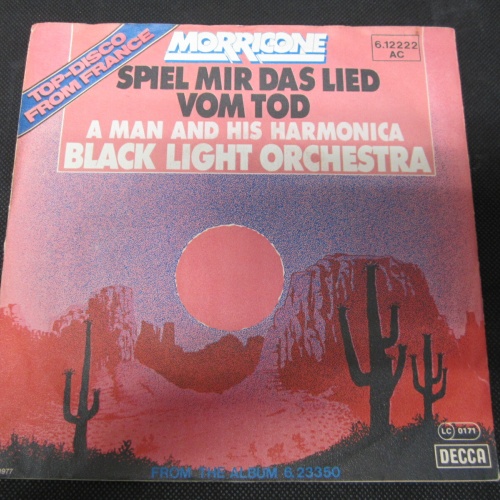 TOP-DISCO
FROM FRANCE
MORRICONE
6.12222
AC
SPIEL MIR DAS LIED
VOM TOD
A MAN AND HIS HARMONICA
BLACK LIGHT ORCHESTRA
LC 0171
DECCA
FROM THE ALBUM 6.23350